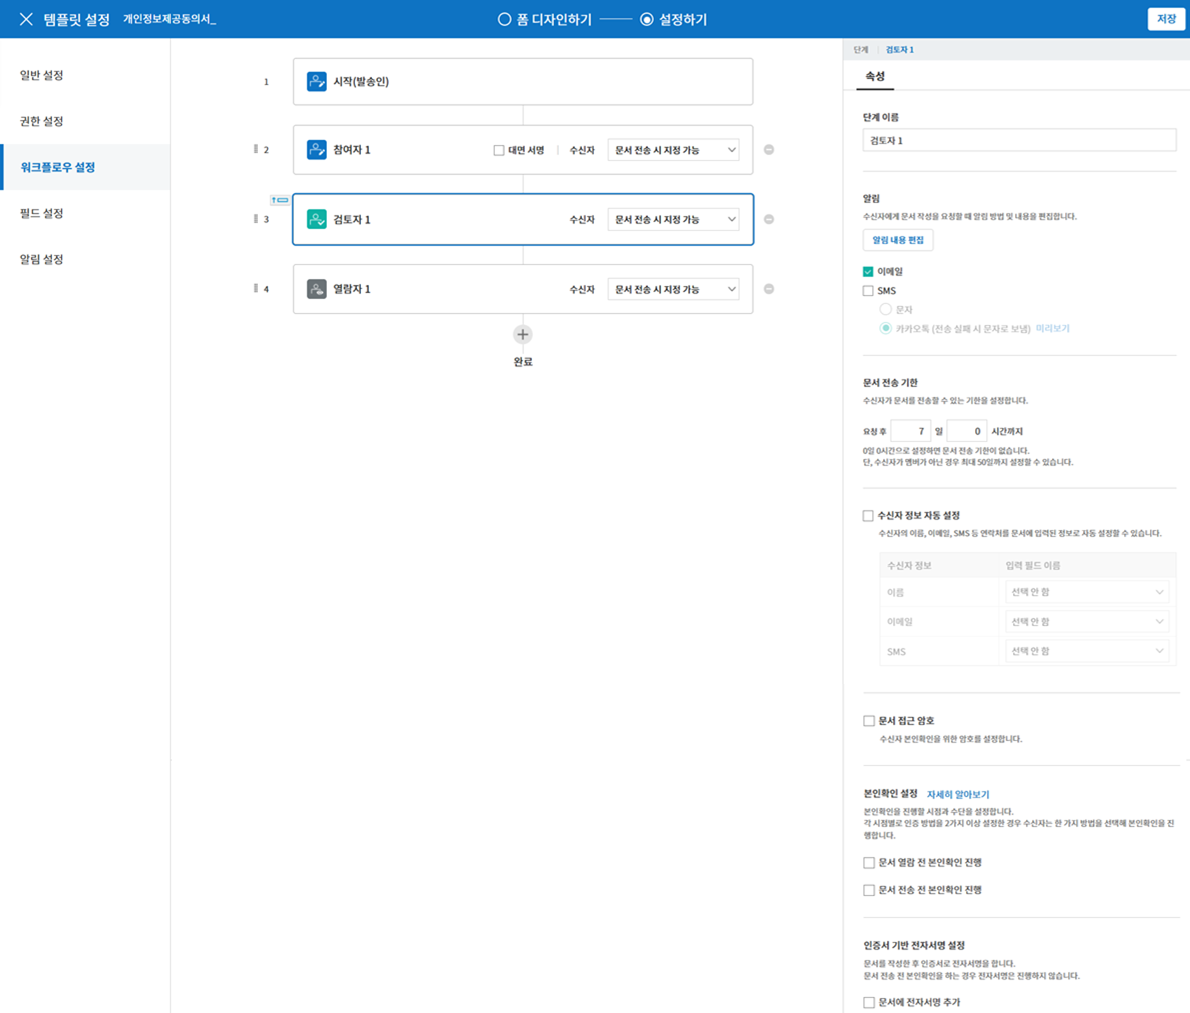 템플릿 설정 개인정보제공동의서_
폼 디자인하기 설정하기
저장
일반 설정
권한 설정
워크플로우 설정
필드 설정
알림 설정
1 시작(발송인)
2 참여자 1 대면 서명 수신자 문서 전송 시 지정 가능
3 검토자 1 수신자 문서 전송 시 지정 가능
4 열람자 1 수신자 문서 전송 시 지정 가능
완료
단계 검토자 1
속성
단계 이름
검토자 1
알림
수신자에게 문서 작성을 요청할 때 알림 방법 및 내용을 편집합니다.
알림 내용 편집
이메일
SMS
문자
카카오톡 (전송 실패 시 문자로 보냄) 미리보기
문서 전송 기한
수신자가 문서를 전송할 수 있는 기한을 설정합니다.
요청 후 7 일 0 시간까지
0일 0시간으로 설정하면 문서 전송 기한이 없습니다.
단, 수신자가 멤버가 아닌 경우 최대 50일까지 설정할 수 있습니다.
수신자 정보 자동 설정
수신자의 이름, 이메일, SMS 등 연락처를 문서에 입력된 정보로 자동 설정할 수 있습니다.
수신자 정보 입력 필드 이름
이름 선택 안 함
이메일 선택 안 함
SMS 선택 안 함
문서 접근 암호
수신자 본인확인을 위한 암호를 설정합니다.
본인확인 설정 자세히 알아보기
본인확인을 진행할 시점과 수단을 설정합니다.
각 시점별로 인증 방법을 2가지 이상 설정한 경우 수신자는 한 가지 방법을 선택해 본인확인을 진
행합니다.
문서 열람 전 본인확인 진행
문서 전송 전 본인확인 진행
인증서 기반 전자서명 설정
문서를 작성한 후 인증서로 전자서명을 합니다.
문서 전송 전 본인확인을 하는 경우 전자서명은 진행하지 않습니다.
문서에 전자서명 추가